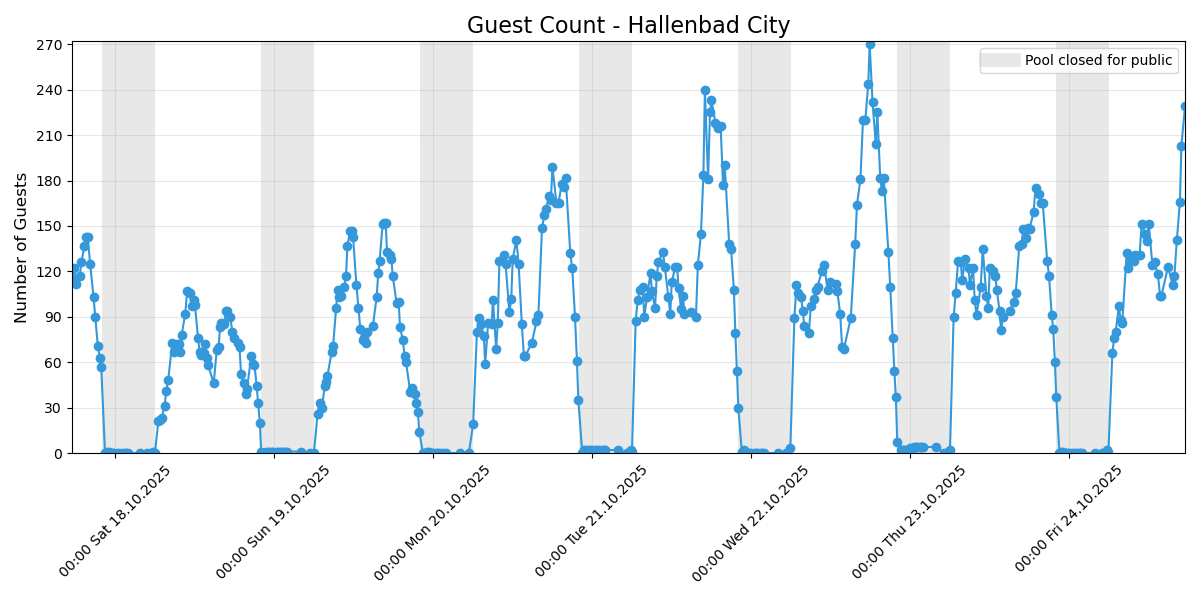 Guest Count - Hallenbad City
Pool closed for public
Number of Guests
270
240
210
180
150
120
90
60
30
0
00:00 Sat 18.10.2025
00:00 Sun 19.10.2025
00:00 Mon 20.10.2025
00:00 Tue 21.10.2025
00:00 Wed 22.10.2025
00:00 Thu 23.10.2025
00:00 Fri 24.10.2025